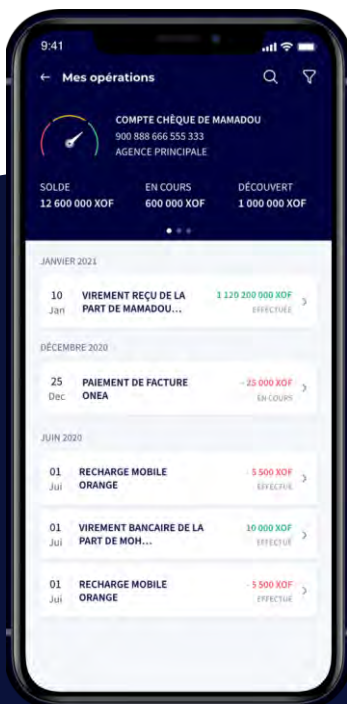 9:41
← Mes opérations
COMPTE CHÈQUE DE MAMADOU
900 888 666 555 333
AGENCE PRINCIPALE
SOLDE EN COURS DÉCOUVERT
12 600 000 XOF 600 000 XOF 1 000 000 XOF
JANVIER 2021
10 VIREMENT REÇU DE LA 1 120 200 000 XOF
Jan PART DE MAMADOU... EFFECTUÉE
DÉCEMBRE 2020
25 PAIEMENT DE FACTURE - 25 000 XOF
Dec ONEA EN COURS
JUIN 2020
01 RECHARGE MOBILE - 5 500 XOF
Jui ORANGE EFFECTUÉ
01 VIREMENT BANCAIRE DE LA 10 000 XOF
Jui PART DE MOH... EFFECTUÉ
01 RECHARGE MOBILE - 5 500 XOF
Jui ORANGE EFFECTUÉ